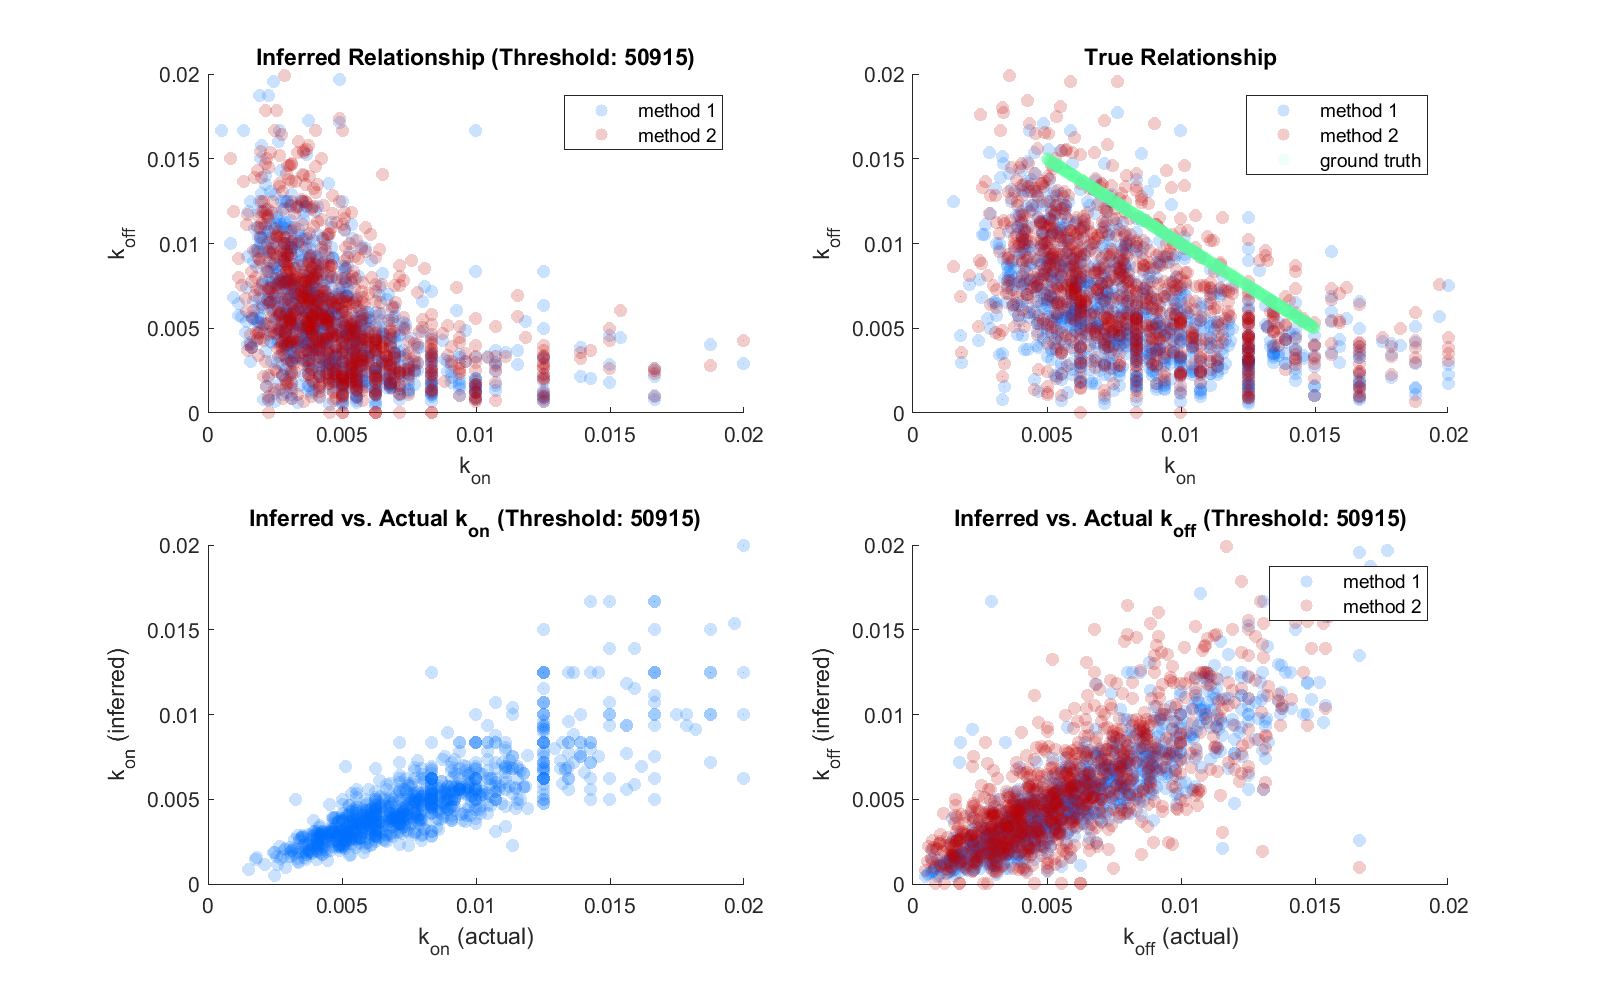 Inferred Relationship (Threshold: 50915)
0.02
0.015
0.01
0.005
0
k_off
method 1
method 2
0
0.005
0.01
0.015
0.02
k_on
True Relationship
0.02
0.015
0.01
0.005
0
k_off
method 1
method 2
ground truth
0
0.005
0.01
0.015
0.02
k_on
Inferred vs. Actual k_on (Threshold: 50915)
0.02
0.015
0.01
0.005
0
k_on (inferred)
0
0.005
0.01
0.015
0.02
k_on (actual)
Inferred vs. Actual k_off (Threshold: 50915)
0.02
0.015
0.01
0.005
0
k_off (inferred)
method 1
method 2
0
0.005
0.01
0.015
0.02
k_off (actual)